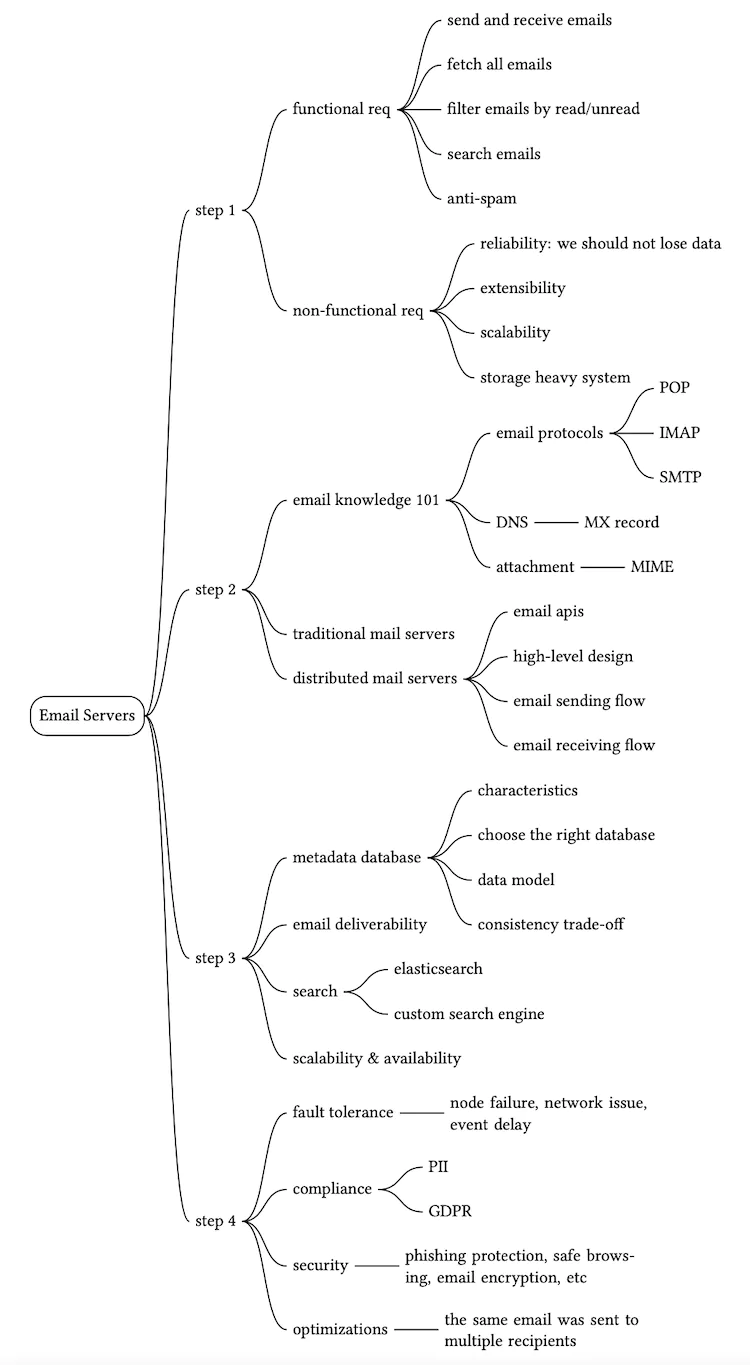 send and receive emails
fetch all emails
functional req
filter emails by read/unread
search emails
anti-spam
step 1
reliability: we should not lose data
extensibility
non-functional req
scalability
storage heavy system
POP
email protocols
IMAP
SMTP
email knowledge 101
DNS
MX record
attachment
MIME
step 2
email apis
traditional mail servers
high-level design
distributed mail servers
email sending flow
email receiving flow
Email Servers
characteristics
choose the right database
metadata database
data model
consistency trade-off
email deliverability
step 3
elasticsearch
search
custom search engine
scalability & availability
fault tolerance
node failure, network issue,
event delay
PII
compliance
GDPR
step 4
security
phishing protection, safe brows-
ing, email encryption, etc
optimizations
the same email was sent to
multiple recipients